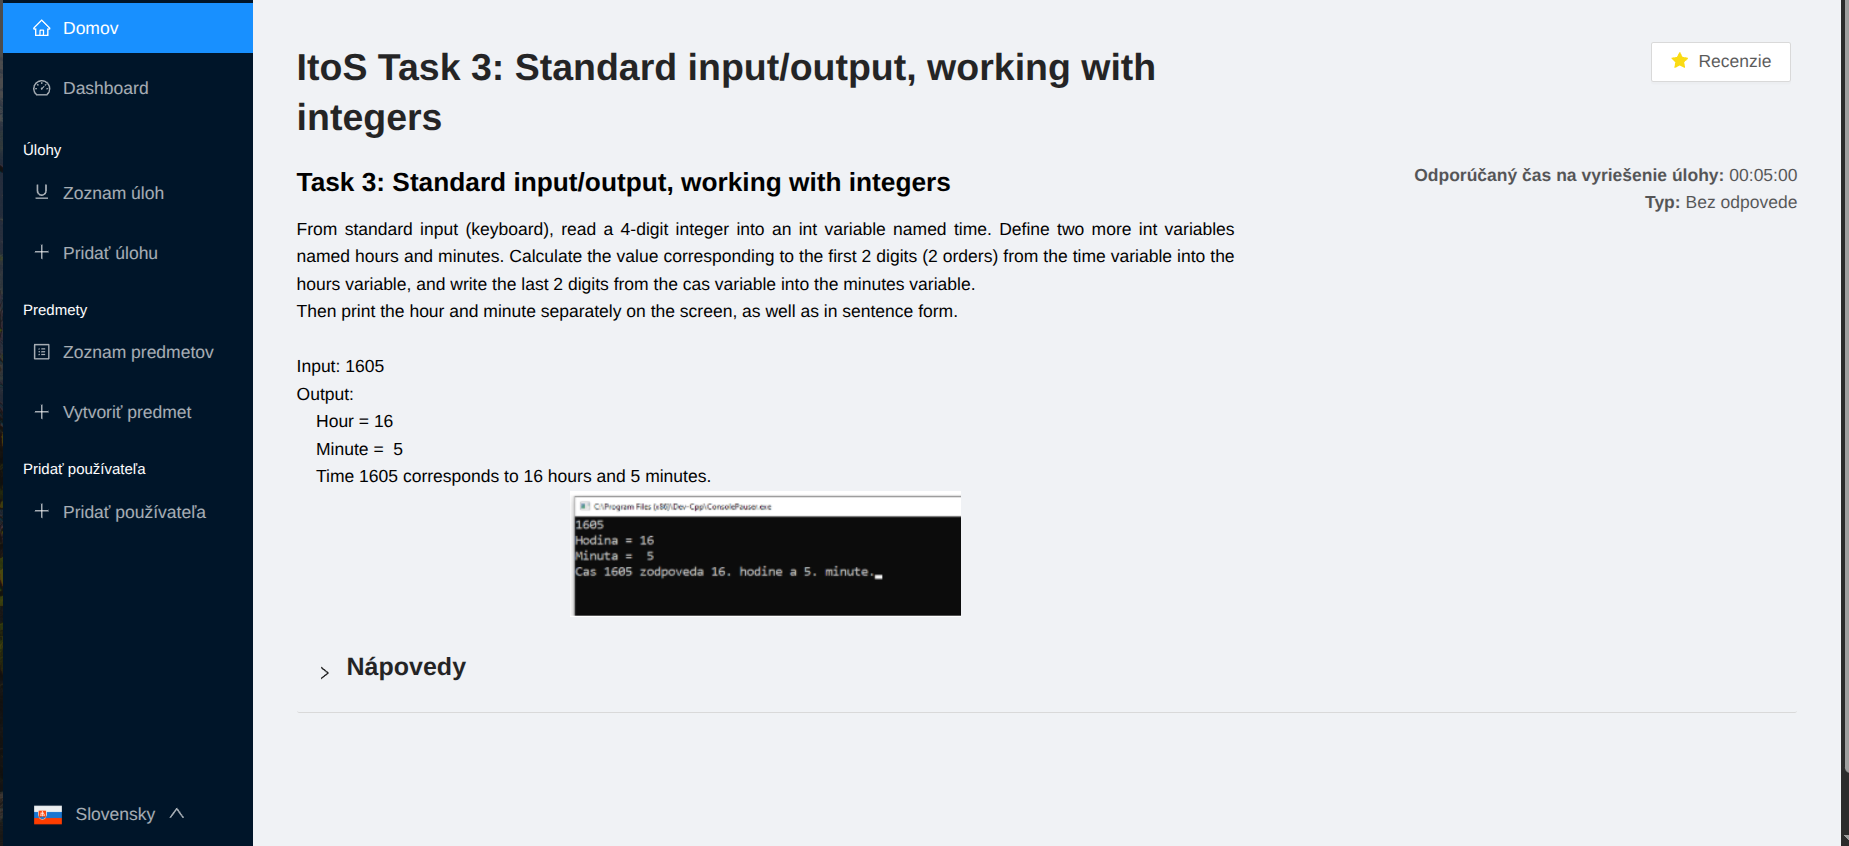 Domov
Dashboard
Úlohy
Zoznam úloh
Pridať úlohu
Predmety
Zoznam predmetov
Vytvoriť predmet
Pridať používateľa
Pridať používateľa
Slovensky
ItoS Task 3: Standard input/output, working with
integers
Recenzie
Task 3: Standard input/output, working with integers
Odporúčaný čas na vyriešenie úlohy: 00:05:00
Typ: Bez odpovede
From standard input (keyboard), read a 4-digit integer into an int variable named time. Define two more int variables
named hours and minutes. Calculate the value corresponding to the first 2 digits (2 orders) from the time variable into the
hours variable, and write the last 2 digits from the cas variable into the minutes variable.
Then print the hour and minute separately on the screen, as well as in sentence form.
Input: 1605
Output:
Hour = 16
Minute =  5
Time 1605 corresponds to 16 hours and 5 minutes.
C:\Program Files (x86)\Dev-Cpp\ConsolePauser.exe
1605
Hodina = 16
Minuta =  5
Cas 1605 zodpoveda 16. hodine a 5. minute.
Nápovedy